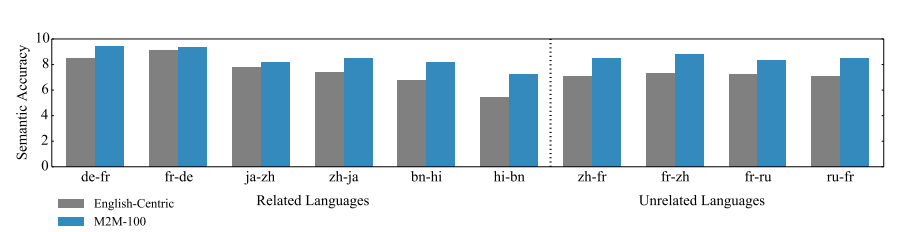 Semantic Accuracy
10
8
6
4
2
0
de-fr fr-de ja-zh zh-ja bn-hi hi-bn zh-fr fr-zh fr-ru ru-fr
Related Languages Unrelated Languages
English-Centric
M2M-100